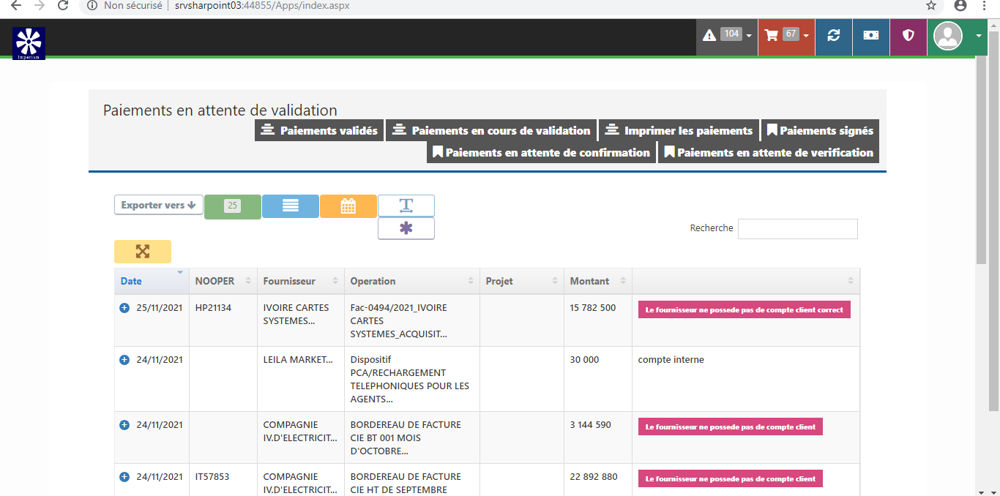 Non sécurisé srvsharpoint03:44855/Apps/index.aspx
Imperium
104 67
Paiements en attente de validation
Paiements validés Paiements en cours de validation Imprimer les paiements Paiements signés
Paiements en attente de confirmation Paiements en attente de verification
Exporter vers 25
Recherche
Date NOOPER Fournisseur Operation Projet Montant
25/11/2021 HP21134 IVOIRE CARTES Fac-0494/2021_IVOIRE 15 782 500 Le fournisseur ne possede pas de compte client correct
SYSTEMES... CARTES
SYSTEMES_ACQUISIT...
24/11/2021 LEILA MARKET... Dispositif 30 000 compte interne
PCA/RECHARGEMENT
TELEPHONIQUES POUR LES
AGENTS...
24/11/2021 COMPAGNIE BORDEREAU DE FACTURE 3 144 590 Le fournisseur ne possede pas de compte client
IV.D'ELECTRICIT... CIE BT 001 MOIS
D'OCTOBRE...
24/11/2021 IT57853 COMPAGNIE BORDEREAU DE FACTURE 22 892 880 Le fournisseur ne possede pas de compte client
IV.D'ELECTRICIT... CIE HT DE SEPTEMBRE